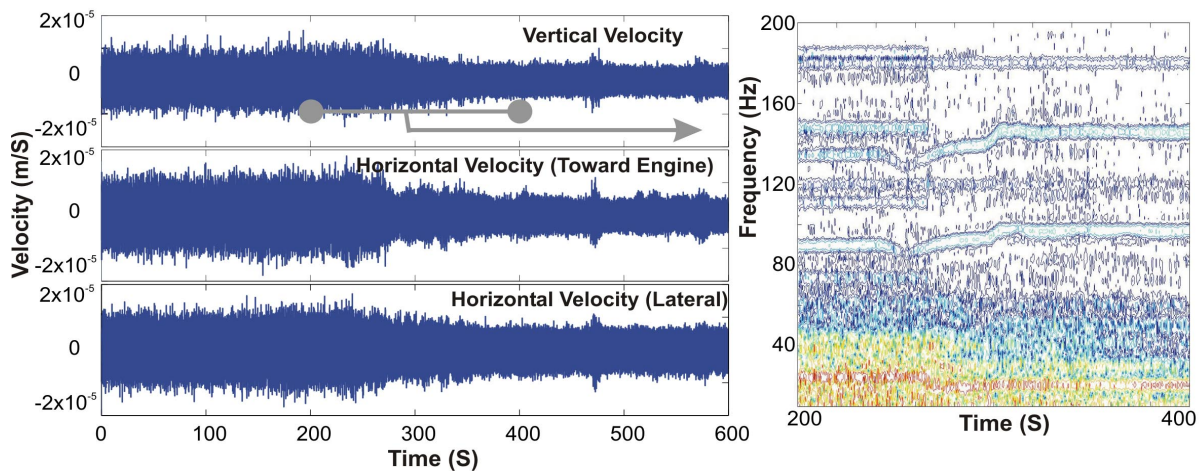 2x10⁻⁵
Vertical Velocity
0
-2x10⁻⁵
2x10⁻⁵
Horizontal Velocity (Toward Engine)
0
-2x10⁻⁵
2x10⁻⁵
Horizontal Velocity (Lateral)
0
-2x10⁻⁵
Velocity (m/S)
0 100 200 300 400 500 600
Time (S)
200
160
120
80
40
Frequency (Hz)
200 400
Time (S)